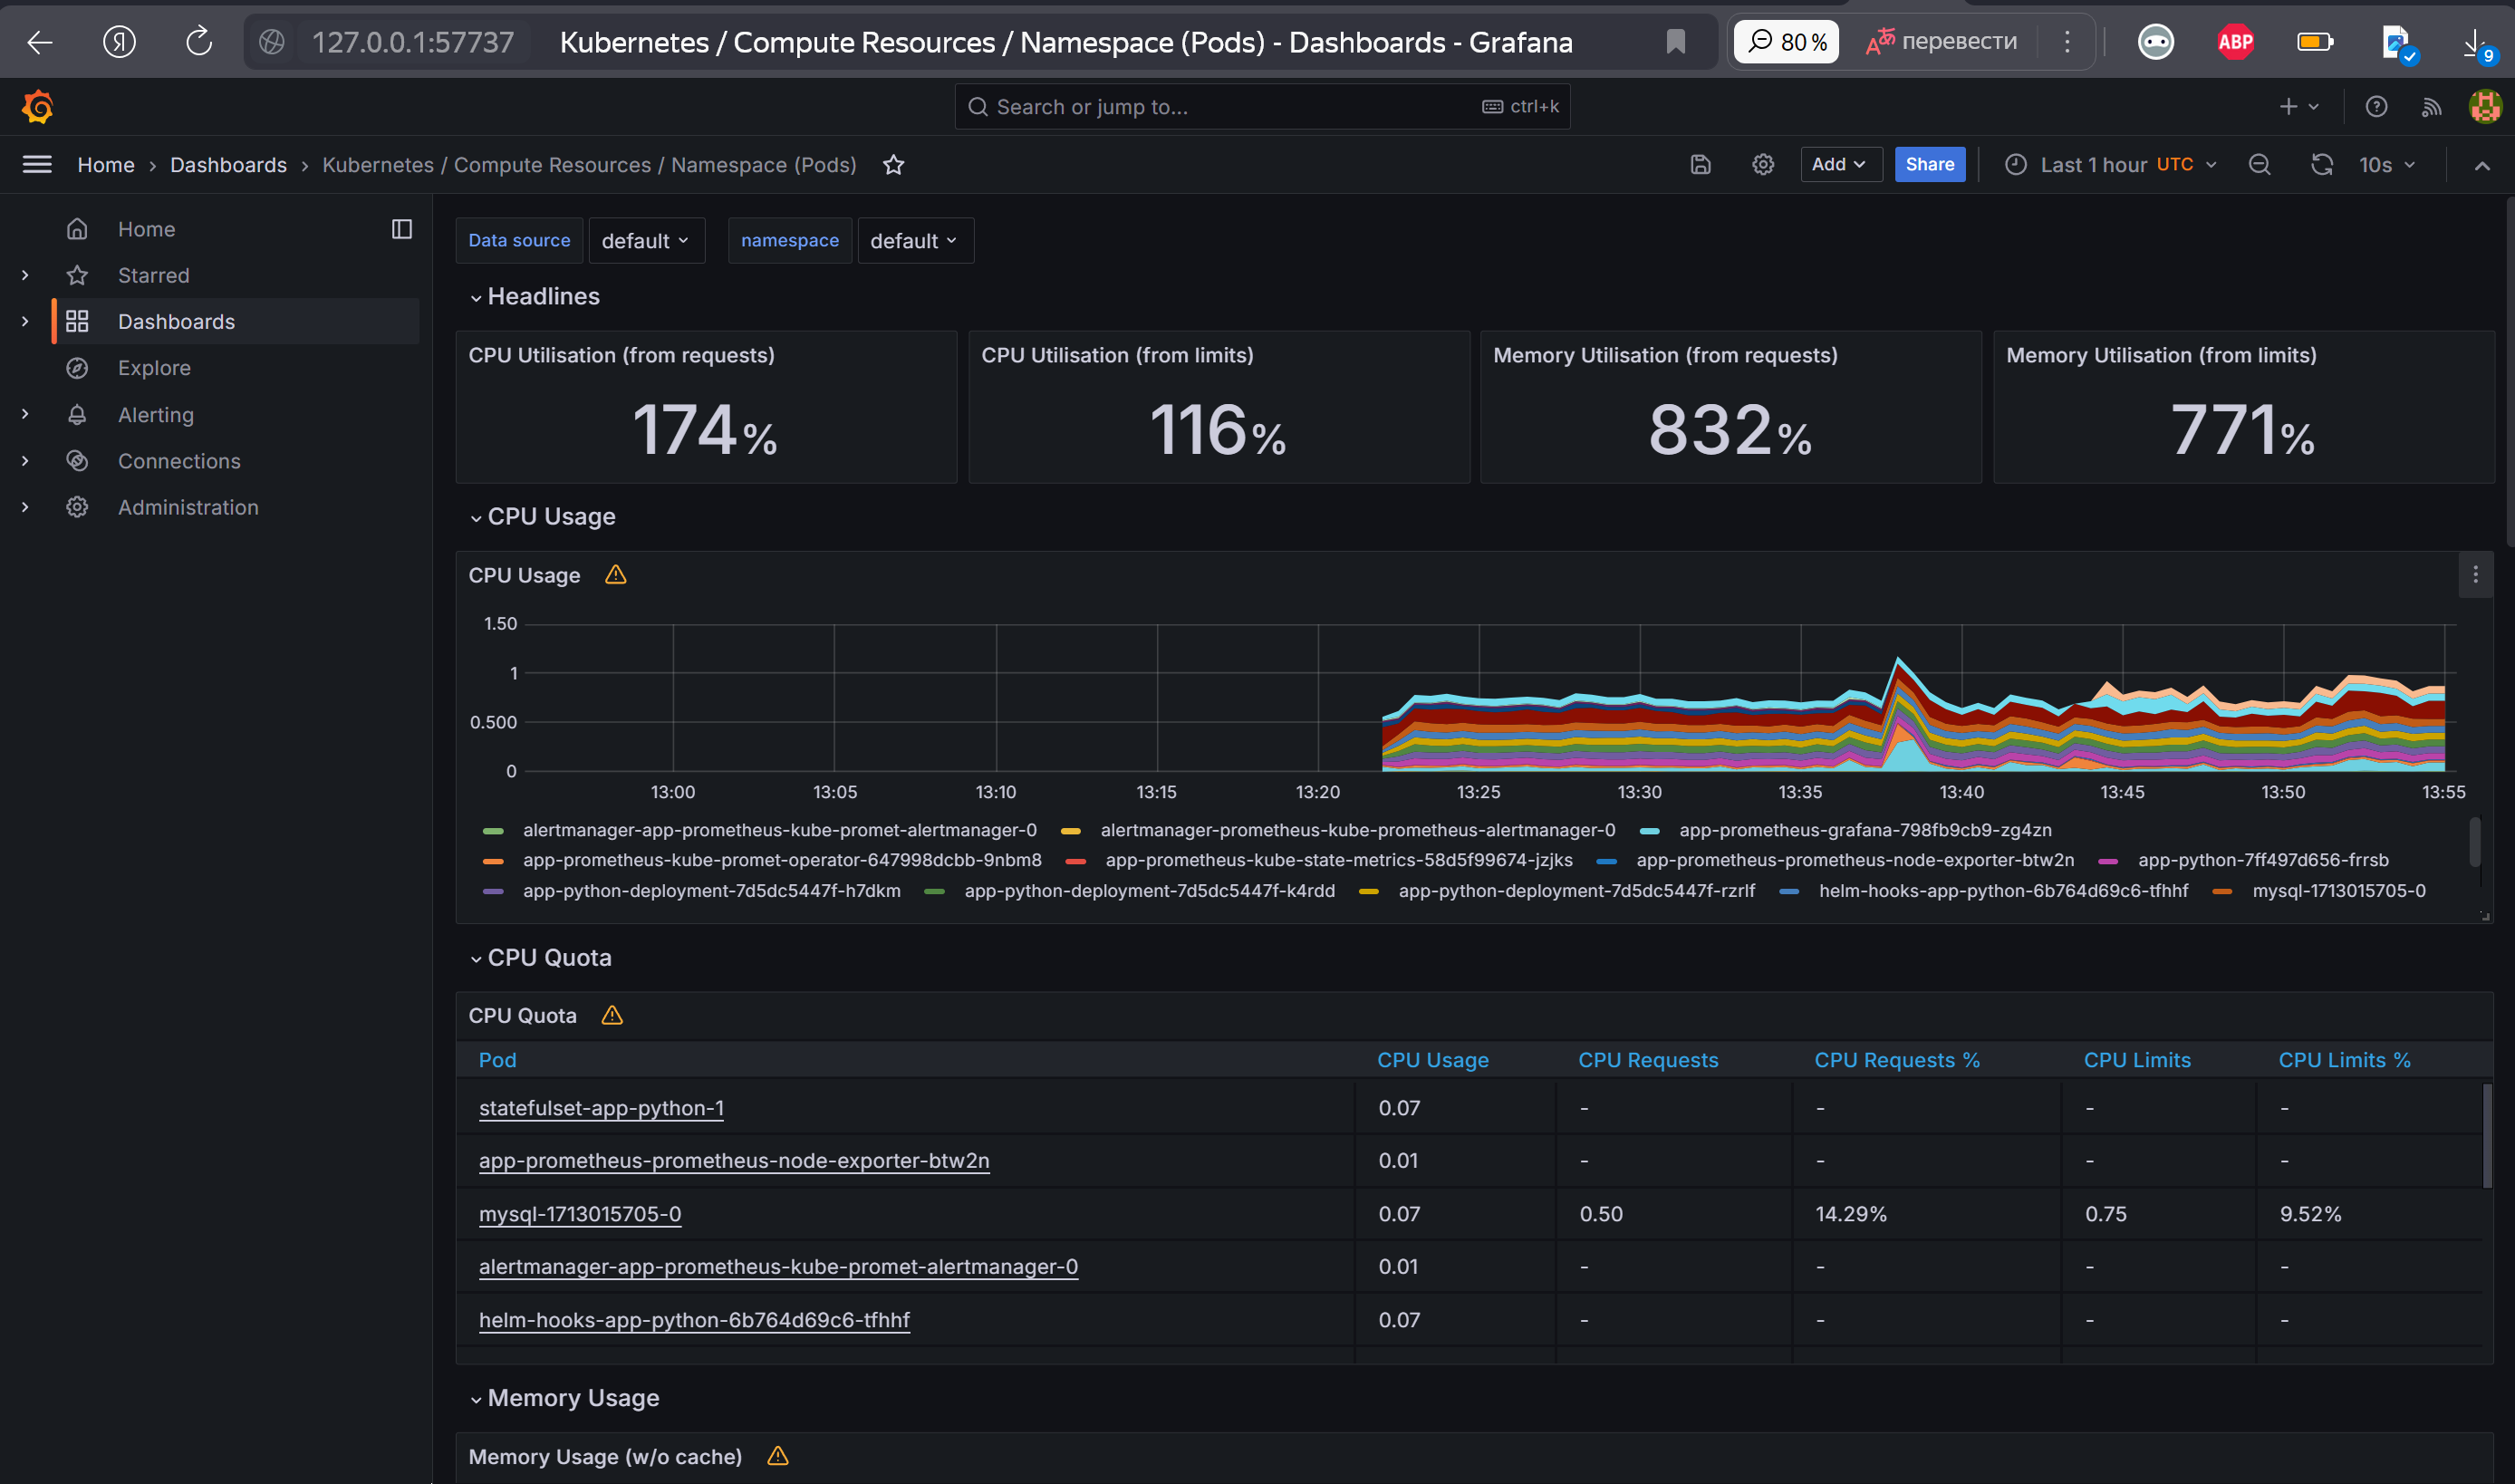 Я 127.0.0.1:57737 Kubernetes / Compute Resources / Namespace (Pods) - Dashboards - Grafana 80 % перевести ABP 9
Search or jump to... ctrl+k
Home › Dashboards › Kubernetes / Compute Resources / Namespace (Pods) Add Share Last 1 hour UTC 10s
Home
Starred
Dashboards
Explore
Alerting
Connections
Administration
Data source default namespace default
Headlines
CPU Utilisation (from requests)
174%
CPU Utilisation (from limits)
116%
Memory Utilisation (from requests)
832%
Memory Utilisation (from limits)
771%
CPU Usage
CPU Usage
1.50
1
0.500
0
13:00 13:05 13:10 13:15 13:20 13:25 13:30 13:35 13:40 13:45 13:50 13:55
alertmanager-app-prometheus-kube-promet-alertmanager-0 alertmanager-prometheus-kube-prometheus-alertmanager-0 app-prometheus-grafana-798fb9cb9-zg4zn
app-prometheus-kube-promet-operator-647998dcbb-9nbm8 app-prometheus-kube-state-metrics-58d5f99674-jzjks app-prometheus-prometheus-node-exporter-btw2n app-python-7ff497d656-frrsb
app-python-deployment-7d5dc5447f-h7dkm app-python-deployment-7d5dc5447f-k4rdd app-python-deployment-7d5dc5447f-rzrlf helm-hooks-app-python-6b764d69c6-tfhhf mysql-1713015705-0
CPU Quota
CPU Quota
Pod CPU Usage CPU Requests CPU Requests % CPU Limits CPU Limits %
statefulset-app-python-1 0.07 - - - -
app-prometheus-prometheus-node-exporter-btw2n 0.01 - - - -
mysql-1713015705-0 0.07 0.50 14.29% 0.75 9.52%
alertmanager-app-prometheus-kube-promet-alertmanager-0 0.01 - - - -
helm-hooks-app-python-6b764d69c6-tfhhf 0.07 - - - -
Memory Usage
Memory Usage (w/o cache)